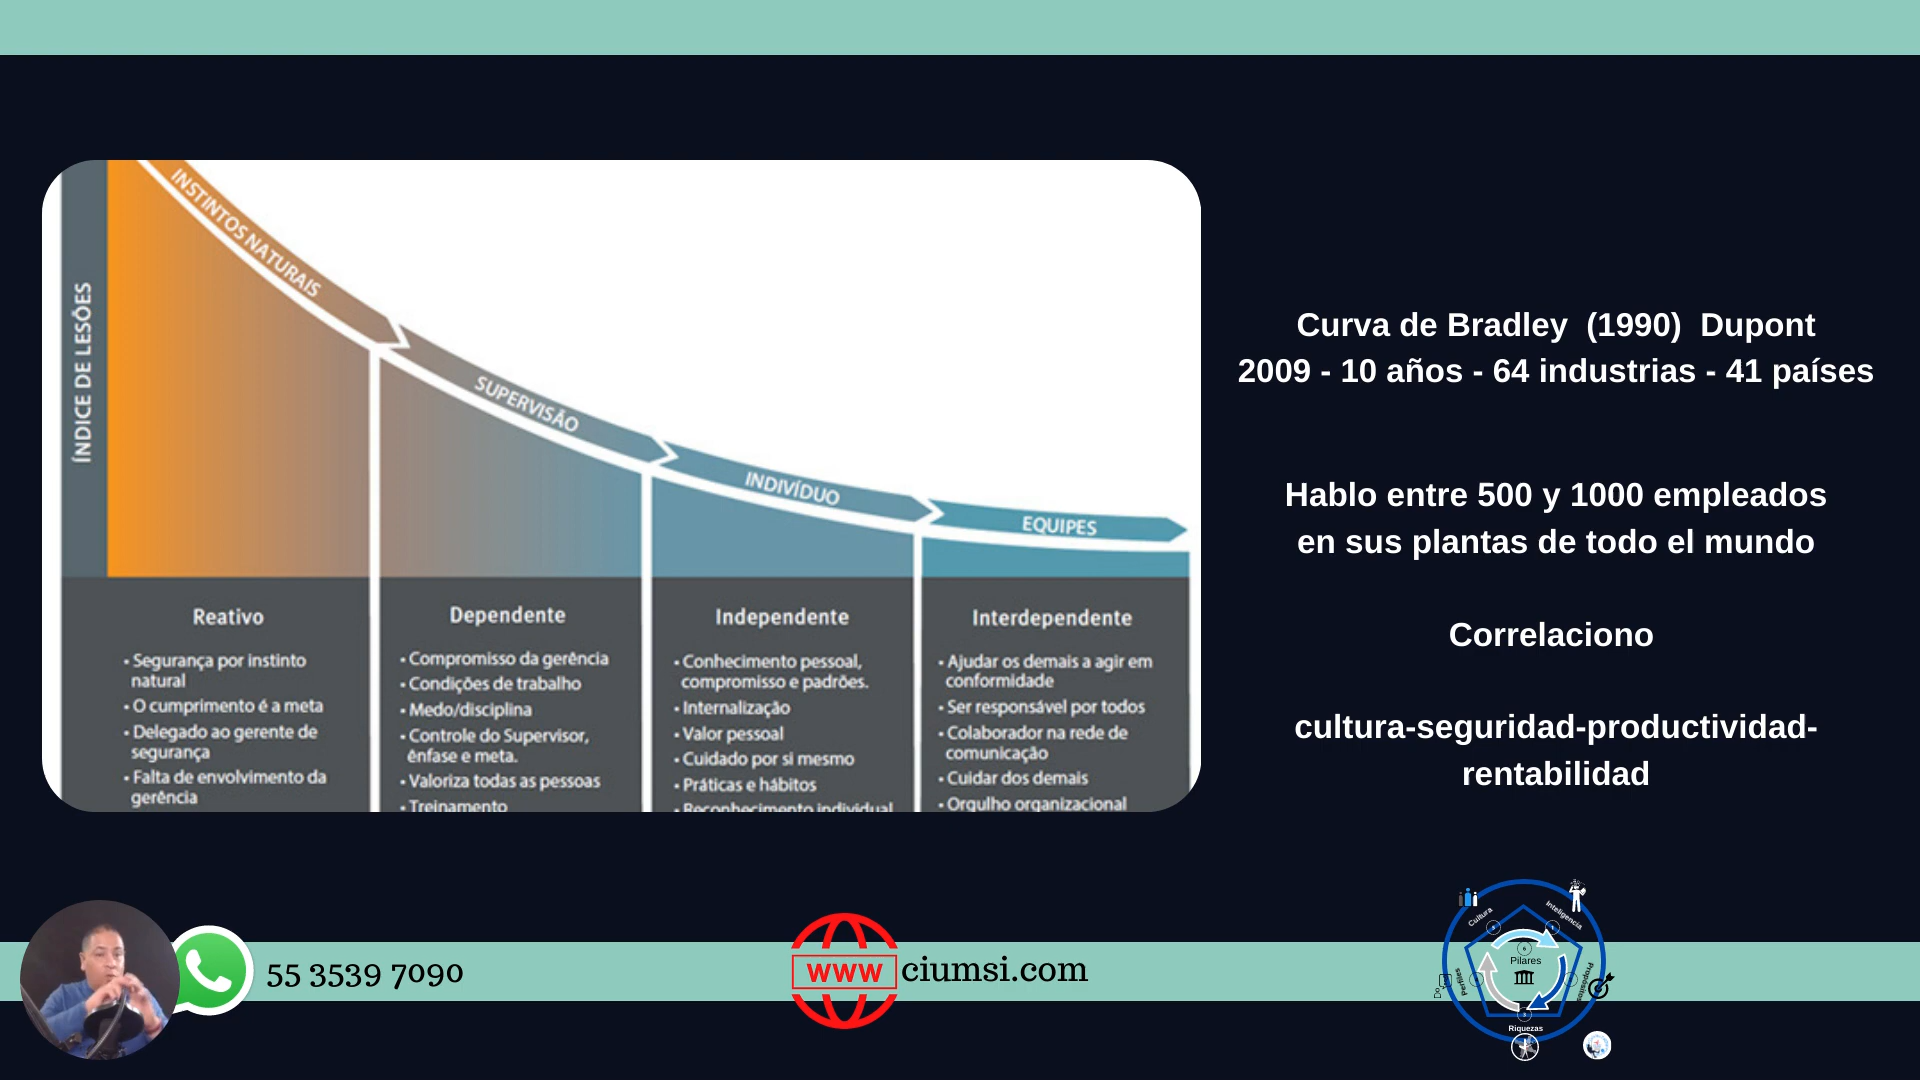 INSTINTOS NATURAIS
SUPERVISÃO
INDIVÍDUO
EQUIPES
ÍNDICE DE LESÕES
Reativo
• Segurança por instinto
natural
• O cumprimento é a meta
• Delegado ao gerente de
segurança
• Falta de envolvimento da
gerência
Dependente
• Compromisso da gerência
• Condições de trabalho
• Medo/disciplina
• Controle do Supervisor,
ênfase e meta.
• Valoriza todas as pessoas
• Treinamento
Independente
• Conhecimento pessoal,
compromisso e padrões.
• Internalização
• Valor pessoal
• Cuidado por si mesmo
• Práticas e hábitos
• Reconhecimento individual
Interdependente
• Ajudar os demais a agir em
conformidade
• Ser responsável por todos
• Colaborador na rede de
comunicação
• Cuidar dos demais
• Orgulho organizacional
Curva de Bradley (1990) Dupont
2009 - 10 años - 64 industrias - 41 países
Hablo entre 500 y 1000 empleados
en sus plantas de todo el mundo
Correlaciono
cultura-seguridad-productividad-
rentabilidad
55 3539 7090
www
ciumsi.com
Cultura
Inteligencia
Pilares
Perfiles
Propósitos
Riquezas